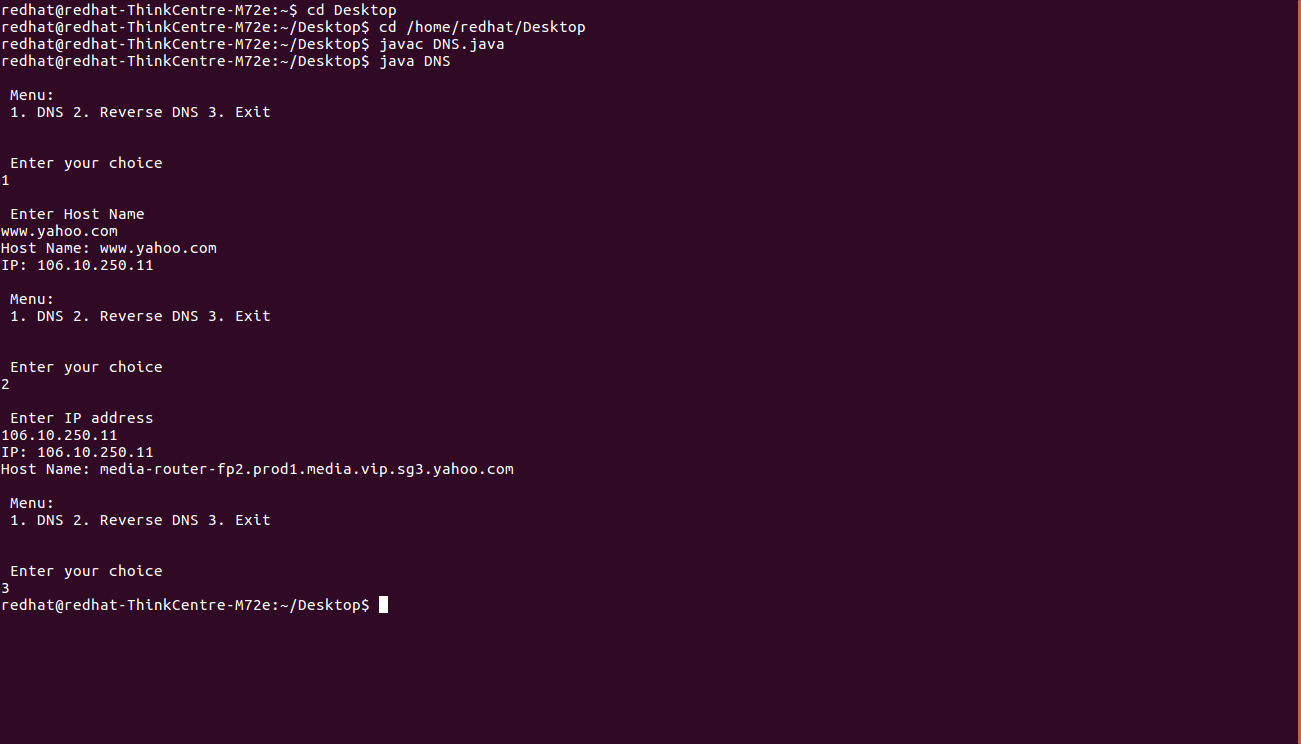 redhat@redhat-ThinkCentre-M72e:~$ cd Desktop
redhat@redhat-ThinkCentre-M72e:~/Desktop$ cd /home/redhat/Desktop
redhat@redhat-ThinkCentre-M72e:~/Desktop$ javac DNS.java
redhat@redhat-ThinkCentre-M72e:~/Desktop$ java DNS
Menu:
1. DNS 2. Reverse DNS 3. Exit
Enter your choice
1
Enter Host Name
www.yahoo.com
Host Name: www.yahoo.com
IP: 106.10.250.11
Menu:
1. DNS 2. Reverse DNS 3. Exit
Enter your choice
2
Enter IP address
106.10.250.11
IP: 106.10.250.11
Host Name: media-router-fp2.prod1.media.vip.sg3.yahoo.com
Menu:
1. DNS 2. Reverse DNS 3. Exit
Enter your choice
3
redhat@redhat-ThinkCentre-M72e:~/Desktop$